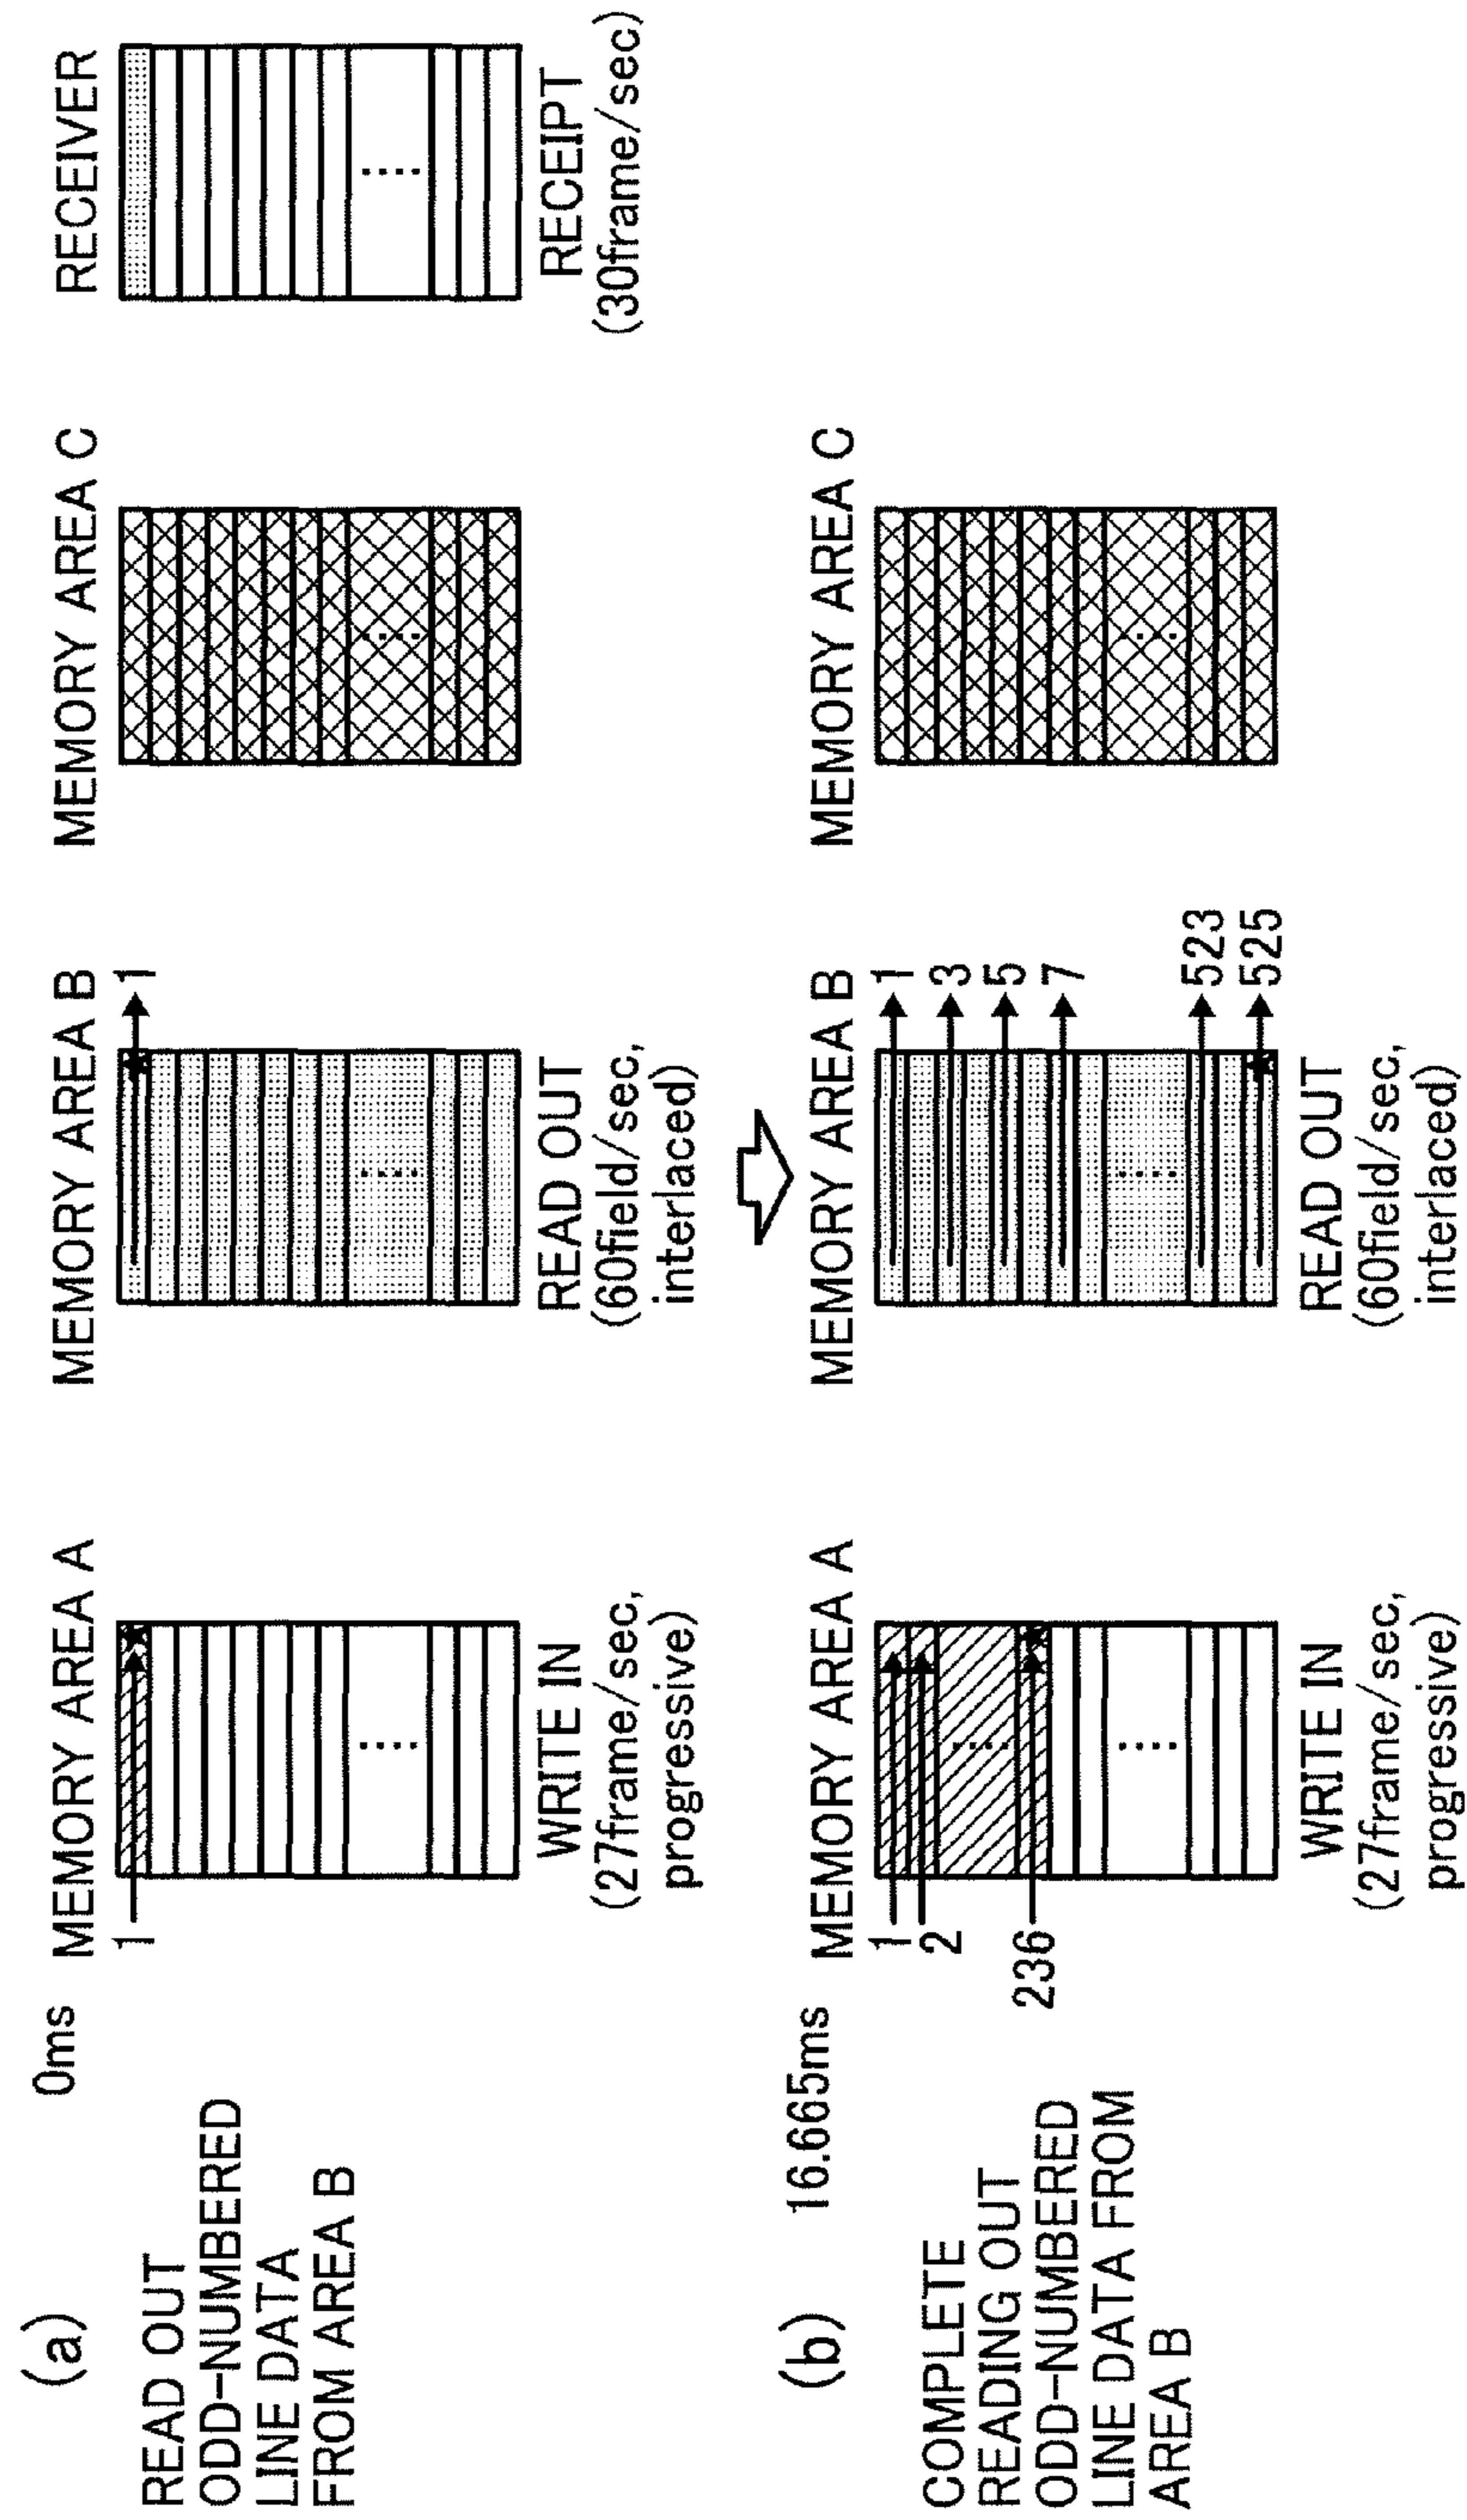 (a)
0ms
READ OUT
ODD-NUMBERED
LINE DATA
FROM AREA B
MEMORY AREA A
1
WRITE IN
(27frame/sec,
progressive)
MEMORY AREA B
1
READ OUT
(60field/sec,
interlaced)
MEMORY AREA C
RECEIVER
RECEIPT
(30frame/sec)
(b)
16.665ms
COMPLETE
READING OUT
ODD-NUMBERED
LINE DATA FROM
AREA B
MEMORY AREA A
1
2
236
WRITE IN
(27frame/sec,
progressive)
MEMORY AREA B
1
3
5
7
523
525
READ OUT
(60field/sec,
interlaced)
MEMORY AREA C